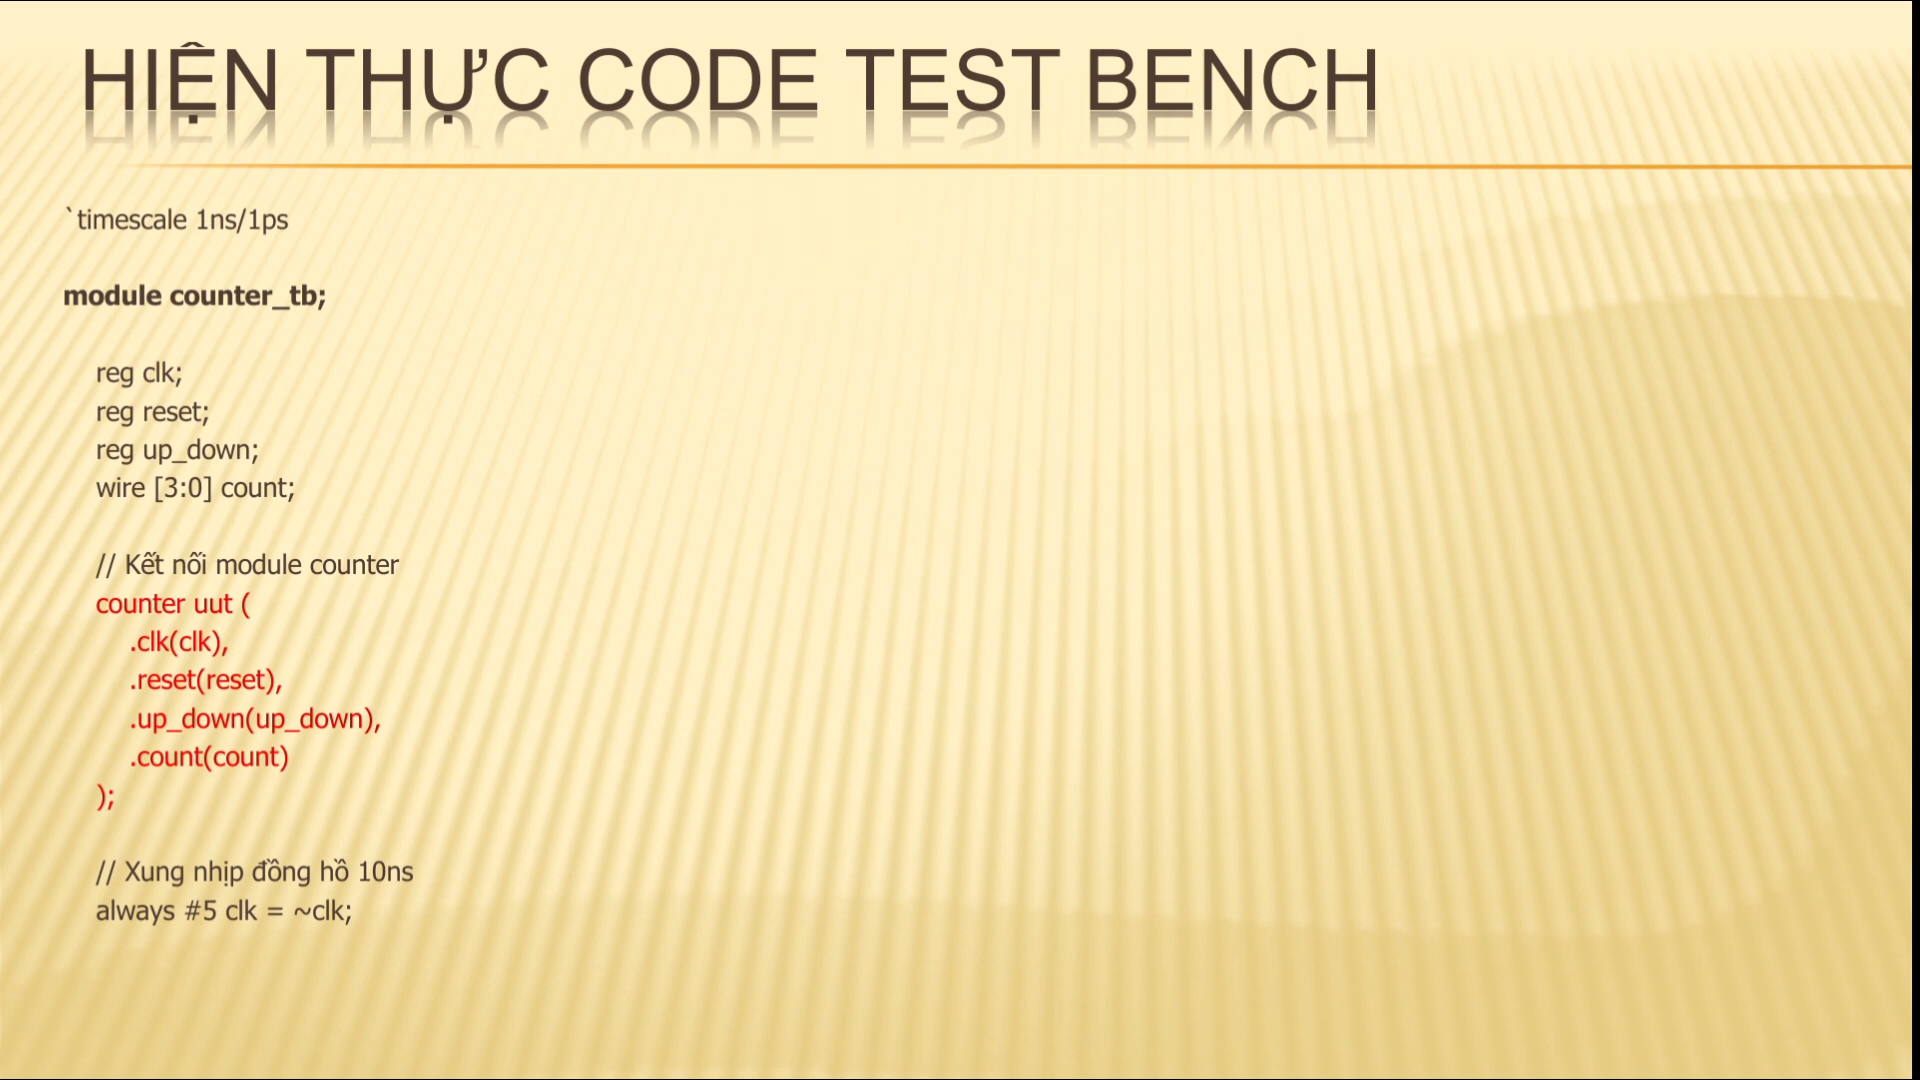 HIỆN THỰC CODE TEST BENCH
`timescale 1ns/1ps
module counter_tb;
reg clk;
reg reset;
reg up_down;
wire [3:0] count;
// Kết nối module counter
counter uut (
.clk(clk),
.reset(reset),
.up_down(up_down),
.count(count)
);
// Xung nhịp đồng hồ 10ns
always #5 clk = ~clk;